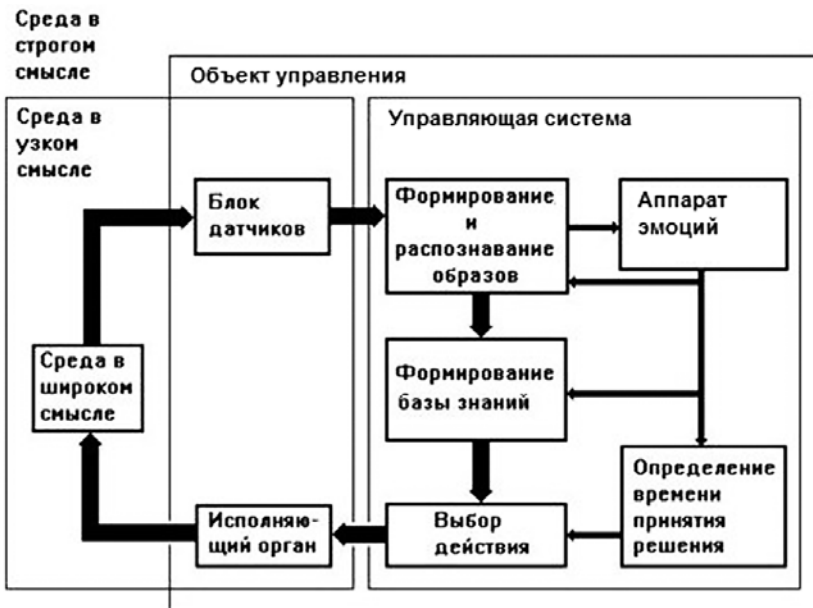 Среда в
строгом
смысле
Объект управления
Среда в
узком
смысле
Управляющая система
Блок
датчиков
Формирование
и
распознавание
образов
Аппарат
эмоций
Среда в
широком
смысле
Формирование
базы знаний
Определение
времени
принятия
решения
Исполняю-
щий орган
Выбор
действия